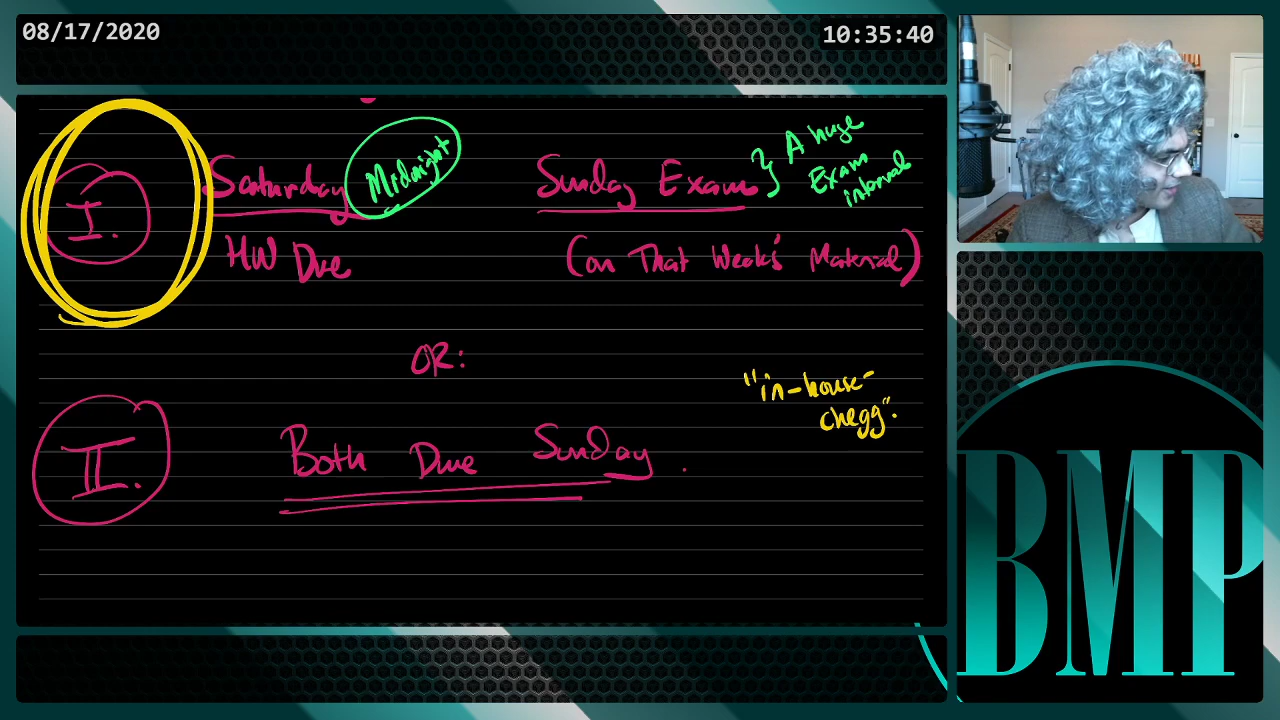 08/17/2020
10:35:40
I.
Saturday Midnight
HW Due
Sunday Exam } A huge
Exam
interval
(on That Week's Material)
OR:
"in-house-
chegg".
II.
Both Due Sunday.
BMP